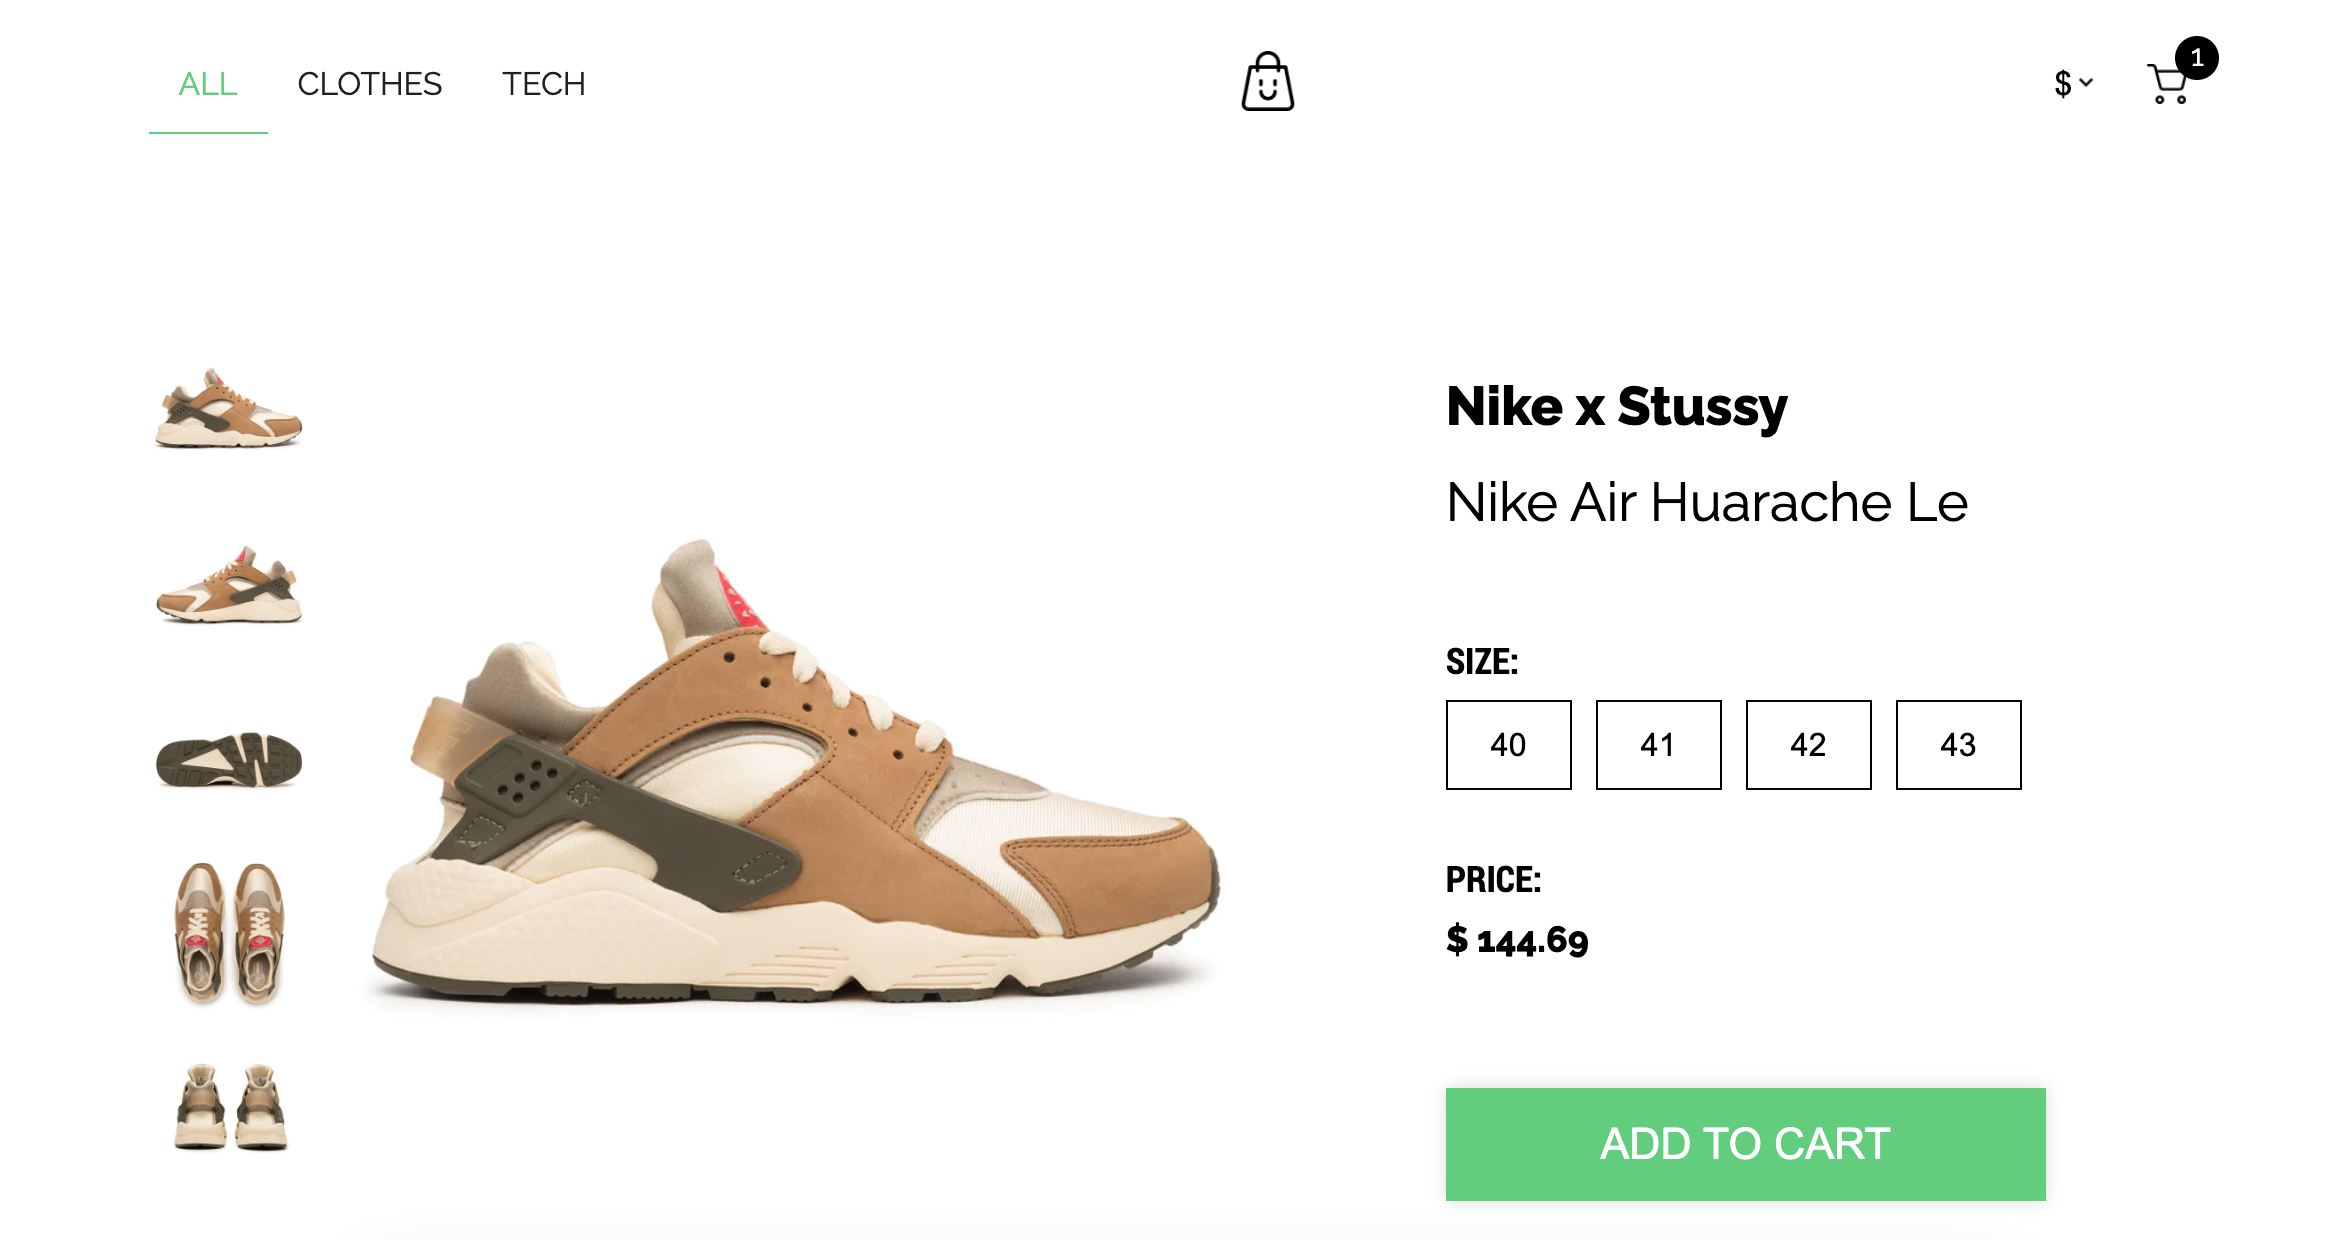 ALL CLOTHES TECH
$ 1
Nike x Stussy
Nike Air Huarache Le
SIZE:
40 41 42 43
PRICE:
$ 144.69
ADD TO CART